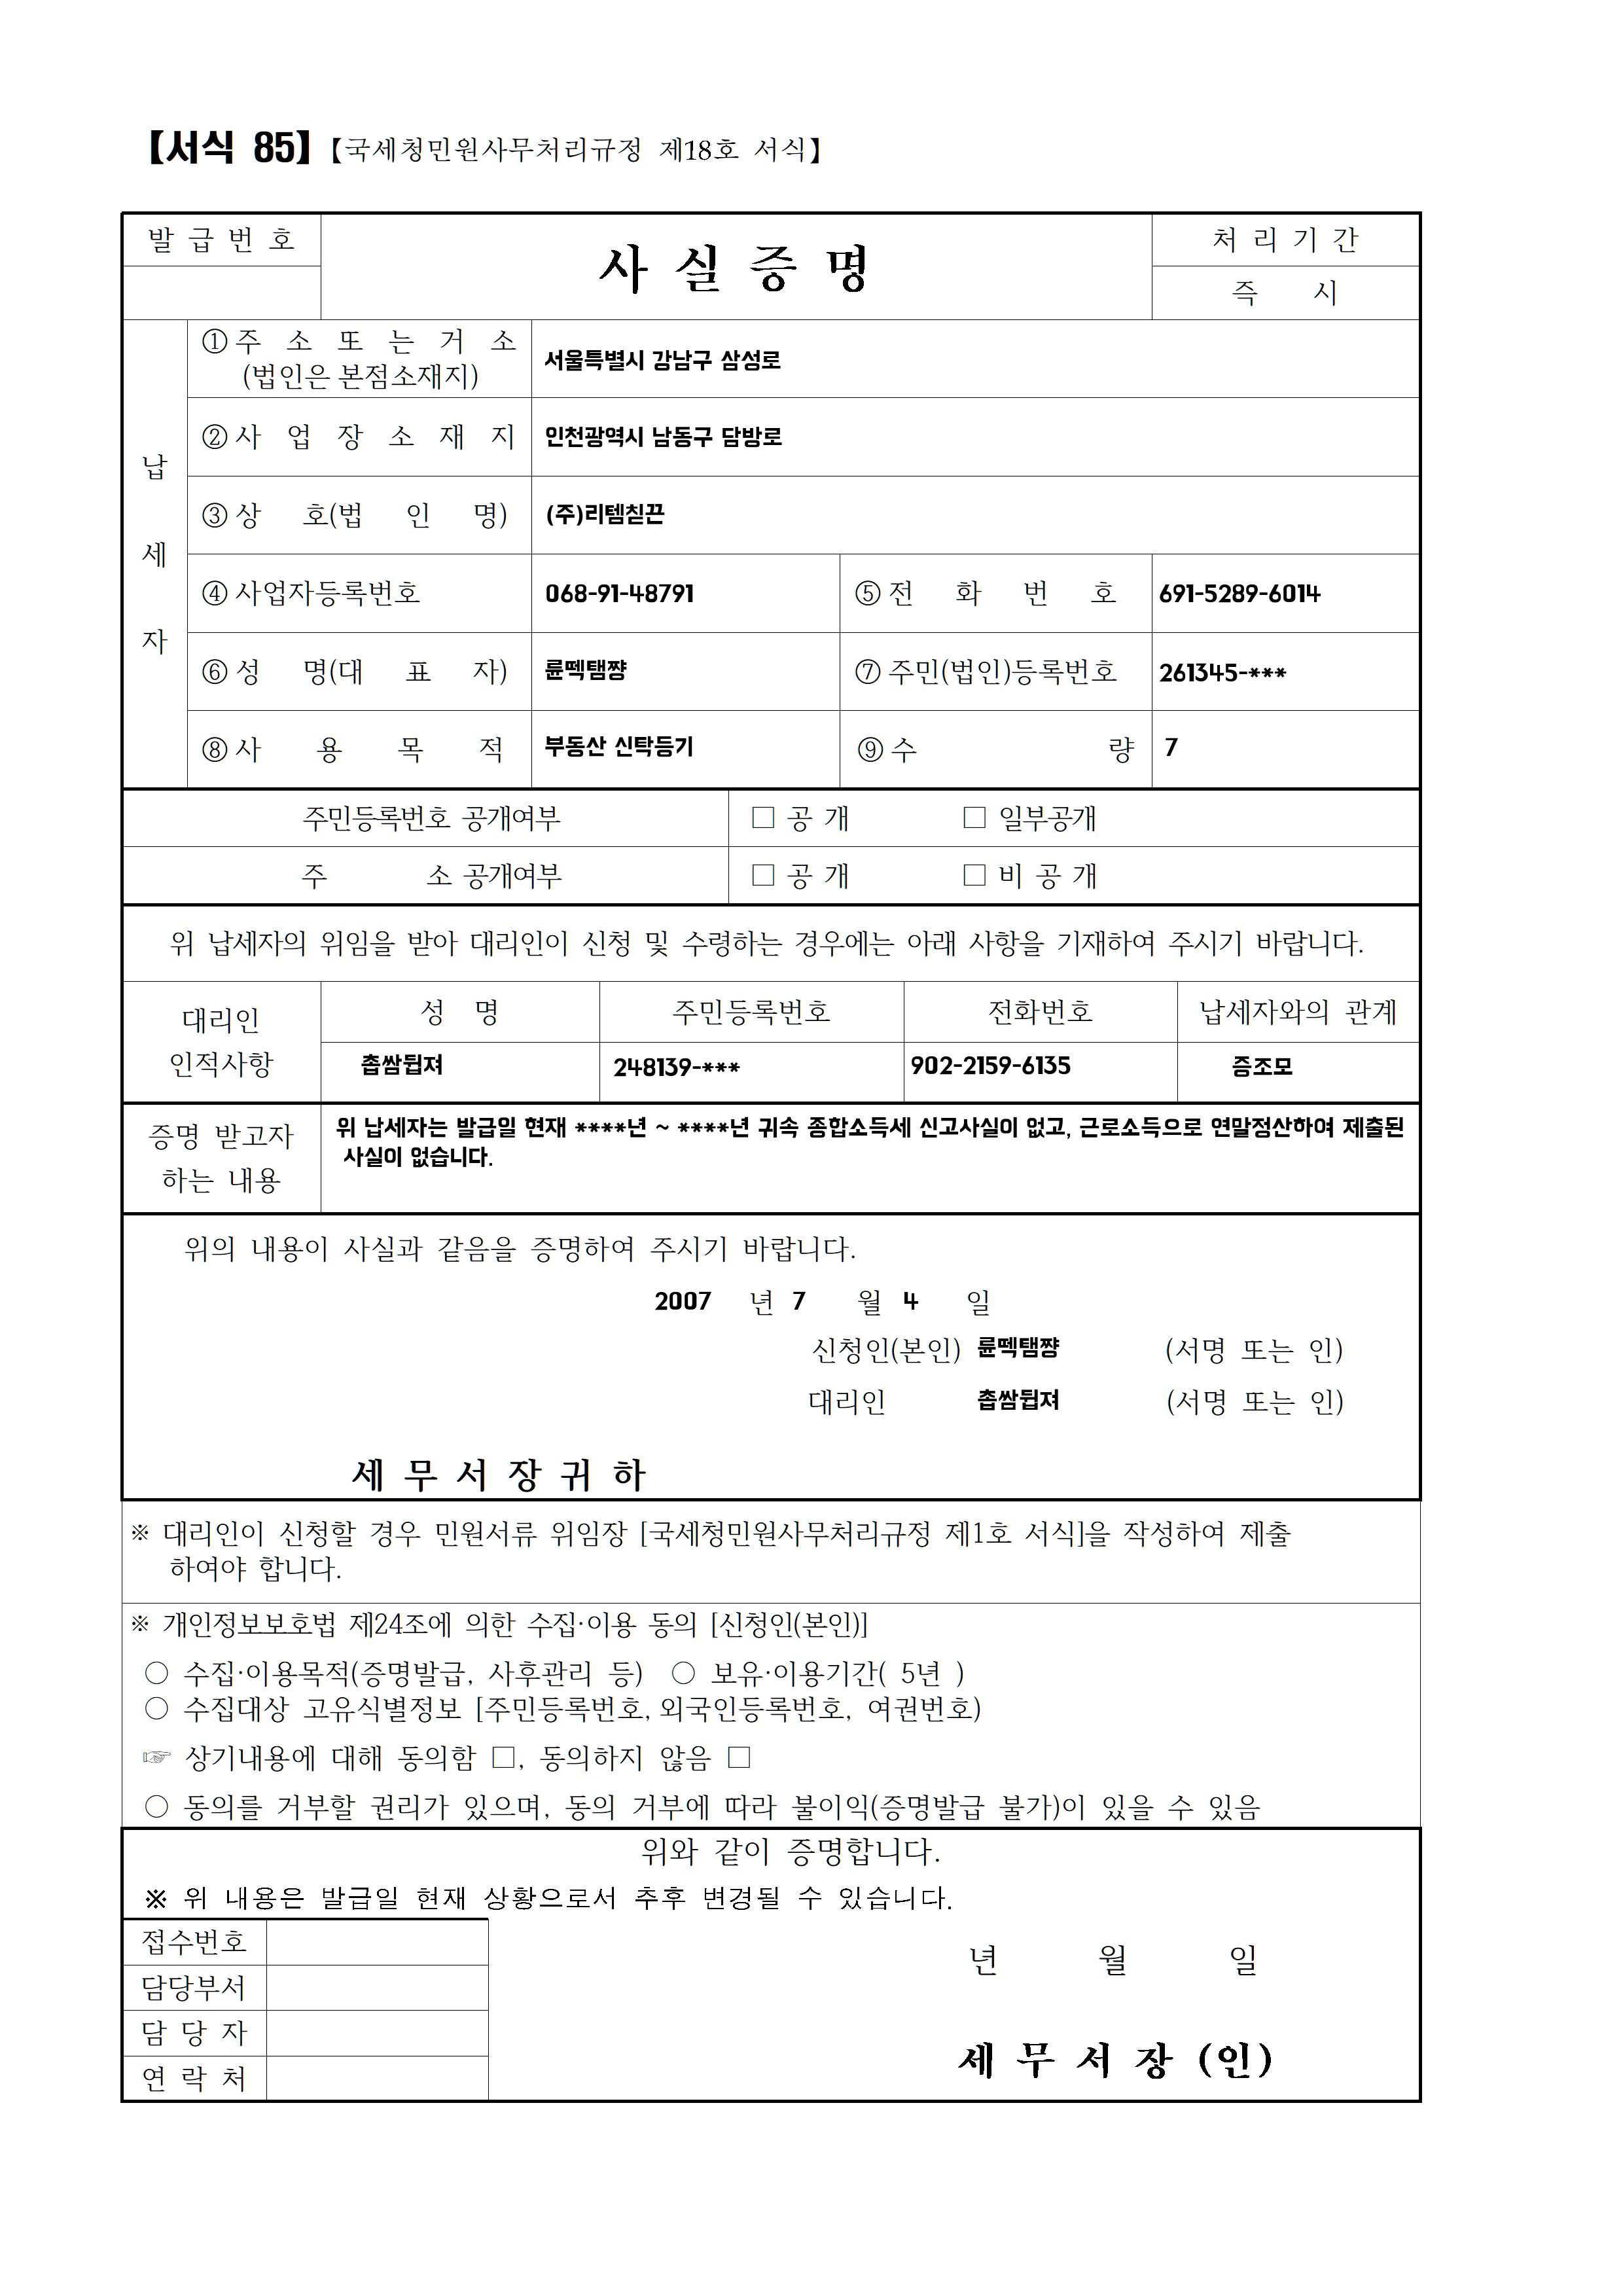 【서식 85】【국세청민원사무처리규정 제18호 서식】
발 급 번 호
사 실 증 명
처 리 기 간
즉 시
납 세 자
① 주 소 또 는 거 소
(법인은 본점소재지)
서울특별시 강남구 삼성로
② 사 업 장 소 재 지
인천광역시 남동구 담방로
③ 상 호(법 인 명)
(주)리템칃끈
④ 사업자등록번호
068-91-48791
⑤ 전 화 번 호
691-5289-6014
⑥ 성 명(대 표 자)
륜떽탬쨩
⑦ 주민(법인)등록번호
261345-***
⑧ 사 용 목 적
부동산 신탁등기
⑨ 수 량
7
주민등록번호 공개여부
□ 공 개 □ 일부공개
주 소 공개여부
□ 공 개 □ 비 공 개
위 납세자의 위임을 받아 대리인이 신청 및 수령하는 경우에는 아래 사항을 기재하여 주시기 바랍니다.
대리인
인적사항
성 명
주민등록번호
전화번호
납세자와의 관계
촙쌈뒵져
248139-***
902-2159-6135
증조모
증명 받고자
하는 내용
위 납세자는 발급일 현재 ****년 ~ ****년 귀속 종합소득세 신고사실이 없고, 근로소득으로 연말정산하여 제출된
사실이 없습니다.
위의 내용이 사실과 같음을 증명하여 주시기 바랍니다.
2007 년 7 월 4 일
신청인(본인) 륜떽탬쨩 (서명 또는 인)
대리인 촙쌈뒵져 (서명 또는 인)
세 무 서 장 귀 하
※ 대리인이 신청할 경우 민원서류 위임장 [국세청민원사무처리규정 제1호 서식]을 작성하여 제출
하여야 합니다.
※ 개인정보보호법 제24조에 의한 수집·이용 동의 [신청인(본인)]
○ 수집·이용목적(증명발급, 사후관리 등) ○ 보유·이용기간( 5년 )
○ 수집대상 고유식별정보 [주민등록번호, 외국인등록번호, 여권번호)
☞ 상기내용에 대해 동의함 □, 동의하지 않음 □
○ 동의를 거부할 권리가 있으며, 동의 거부에 따라 불이익(증명발급 불가)이 있을 수 있음
위와 같이 증명합니다.
※ 위 내용은 발급일 현재 상황으로서 추후 변경될 수 있습니다.
접수번호
담당부서
담 당 자
연 락 처
년 월 일
세 무 서 장 (인)